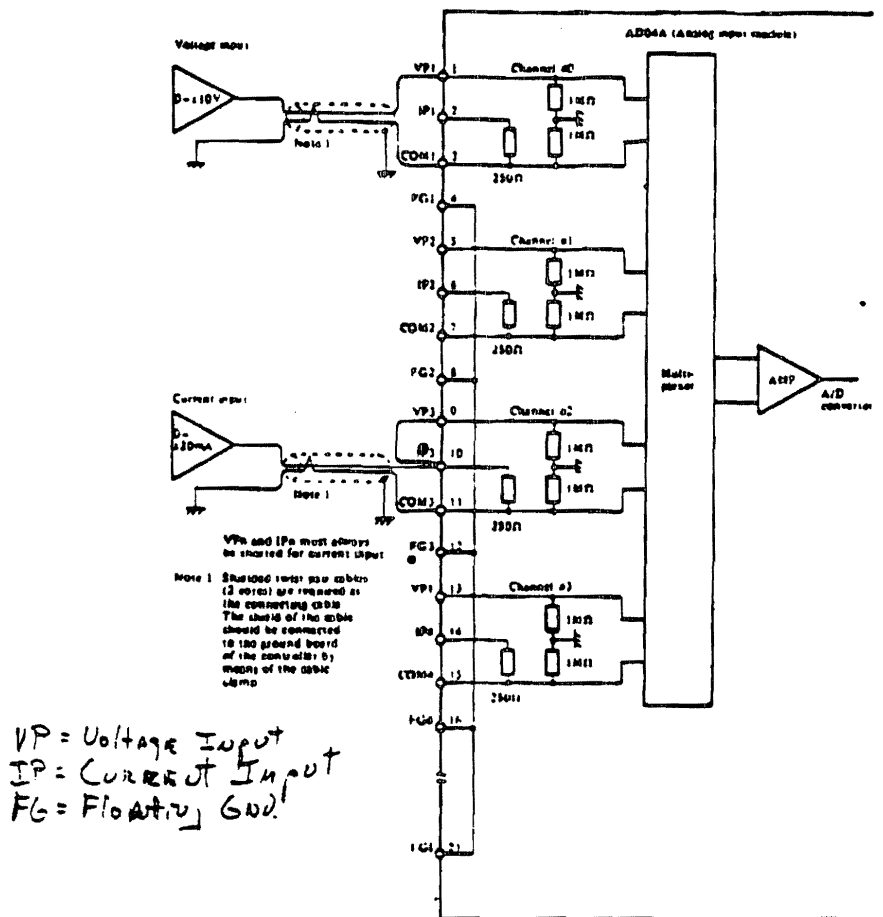 AD04A (Analog input module)
Voltage input
0-±10V
Note 1
VP1 1
Channel #0
IP1 2
1MΩ
1MΩ
COM1 3
250Ω
FG1 4
VP2 5
Channel #1
IP2 6
1MΩ
1MΩ
COM2 7
250Ω
FG2 8
Multi-
AMP
A/D
converter
Current input
0-
±20mA
Note 1
VP3 9
Channel #2
IP3 10
1MΩ
1MΩ
COM3 11
250Ω
FG3 12
VPn and IPn must always
be shorted for current input
Note 1 Shielded twist pair cables
(2 cores) are required as
the connecting cable
The shield of the cable
should be connected
to the ground board
of the controller by
means of the cable
clamp
Channel #3
13
14
1MΩ
1MΩ
COM4 15
250Ω
16
VP = Voltage Input
IP = Current Input
FG = Floating GND.
21